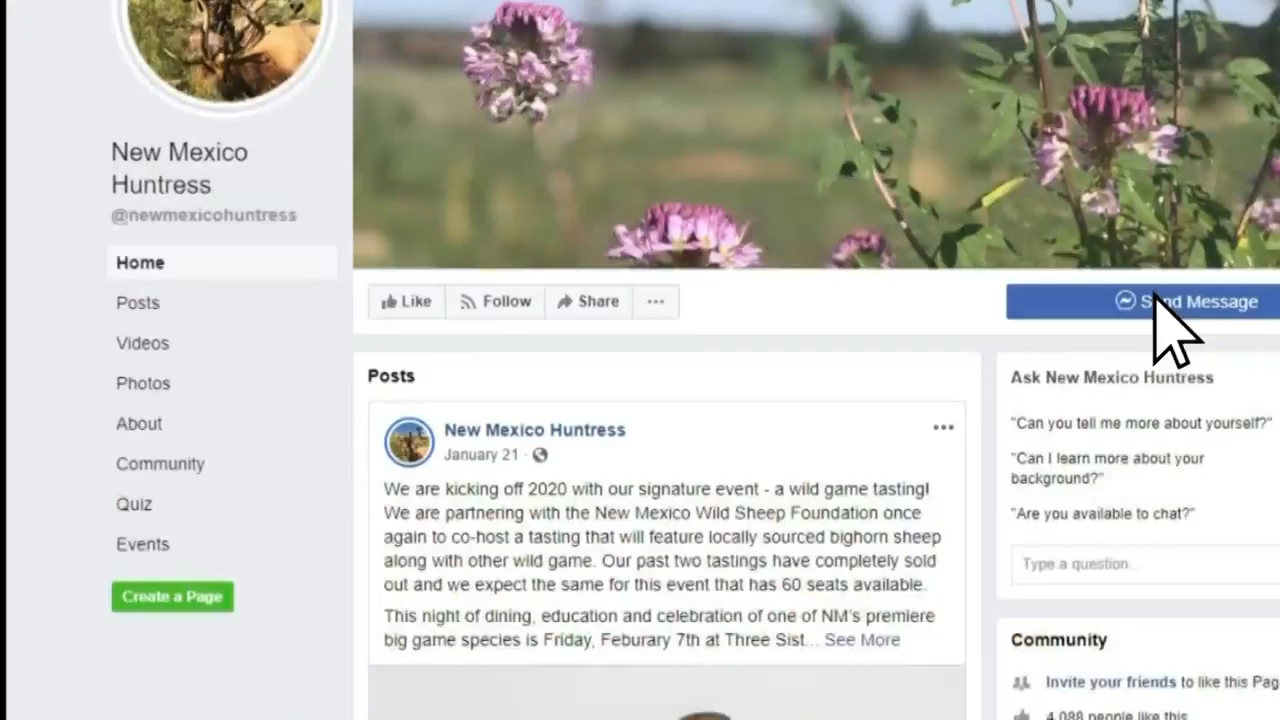 New Mexico
Huntress
@newmexicohuntress
Home
Posts
Videos
Photos
About
Community
Quiz
Events
Create a Page
Like
Follow
Share
Send Message
Posts
New Mexico Huntress
January 21 ·
We are kicking off 2020 with our signature event - a wild game tasting!
We are partnering with the New Mexico Wild Sheep Foundation once
again to co-host a tasting that will feature locally sourced bighorn sheep
along with other wild game. Our past two tastings have completely sold
out and we expect the same for this event that has 60 seats available.
This night of dining, education and celebration of one of NM's premiere
big game species is Friday, Feburary 7th at Three Sist... See More
Ask New Mexico Huntress
"Can you tell me more about yourself?"
"Can I learn more about your
background?"
"Are you available to chat?"
Type a question
Community
Invite your friends to like this Pag
4,088 people like this